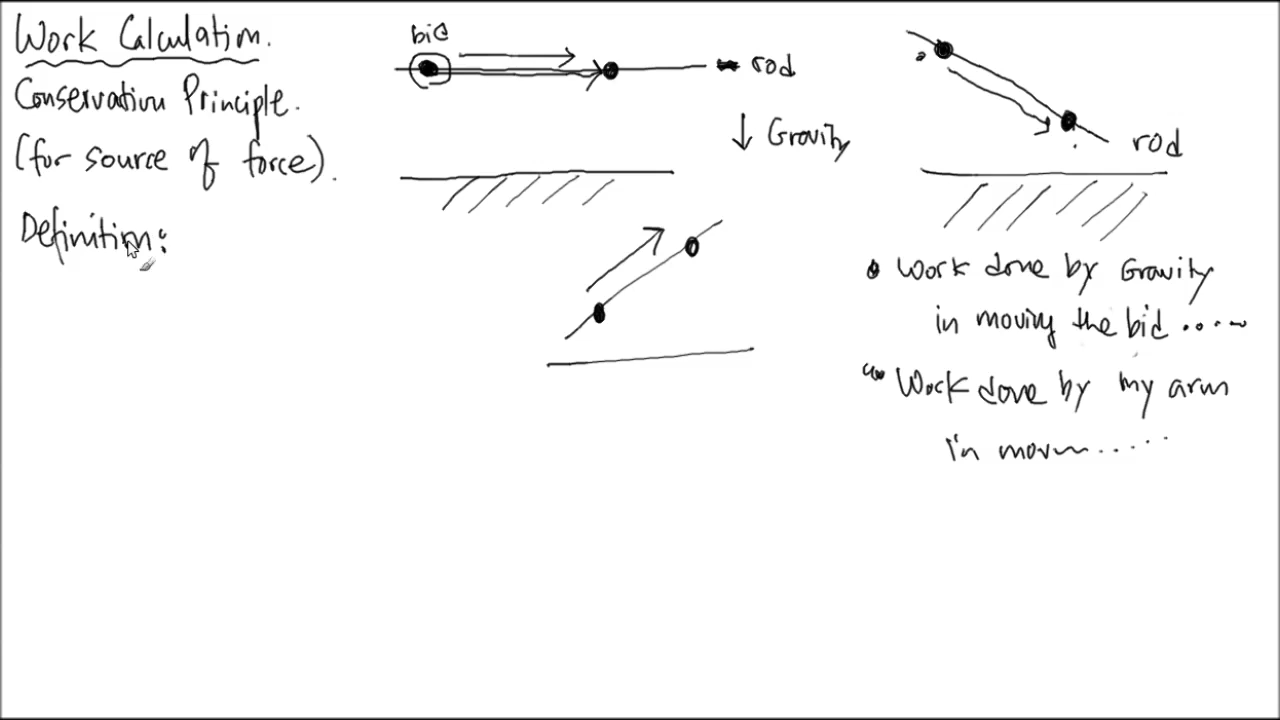 Work Calculation.
Conservation Principle.
(for source of force).
Definition:
bid
rod
↓ Gravity
rod
• Work done by Gravity
in moving the bid .....
Work done by my arm
in movin.....